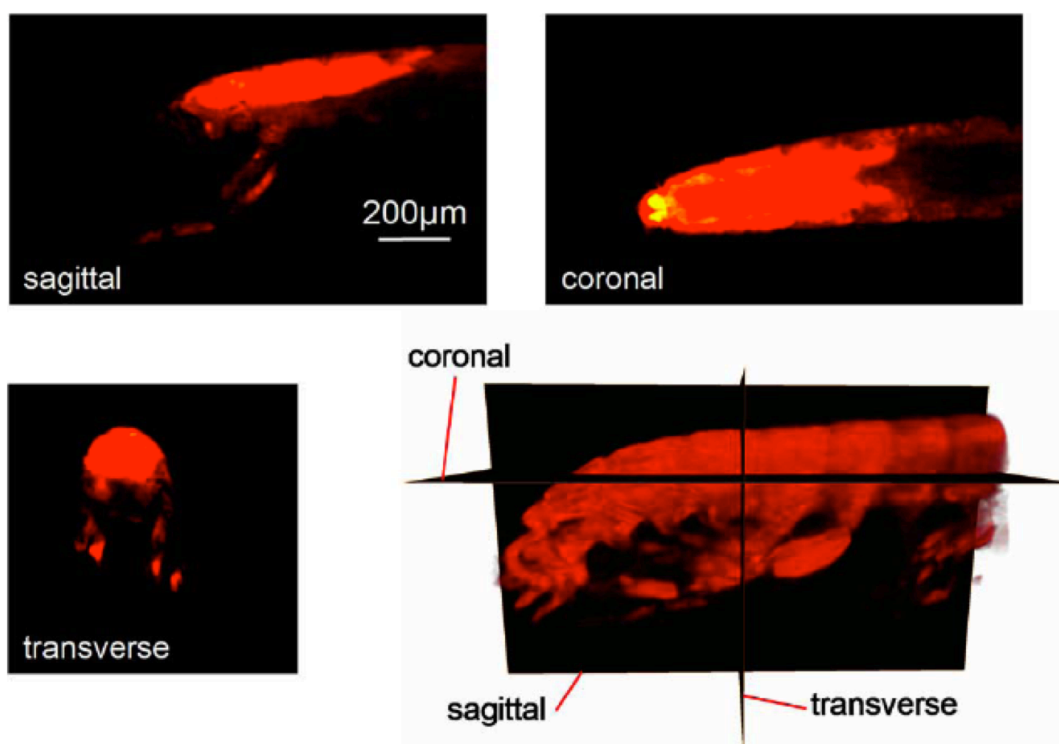 200μm
sagittal
coronal
transverse
coronal
sagittal
transverse